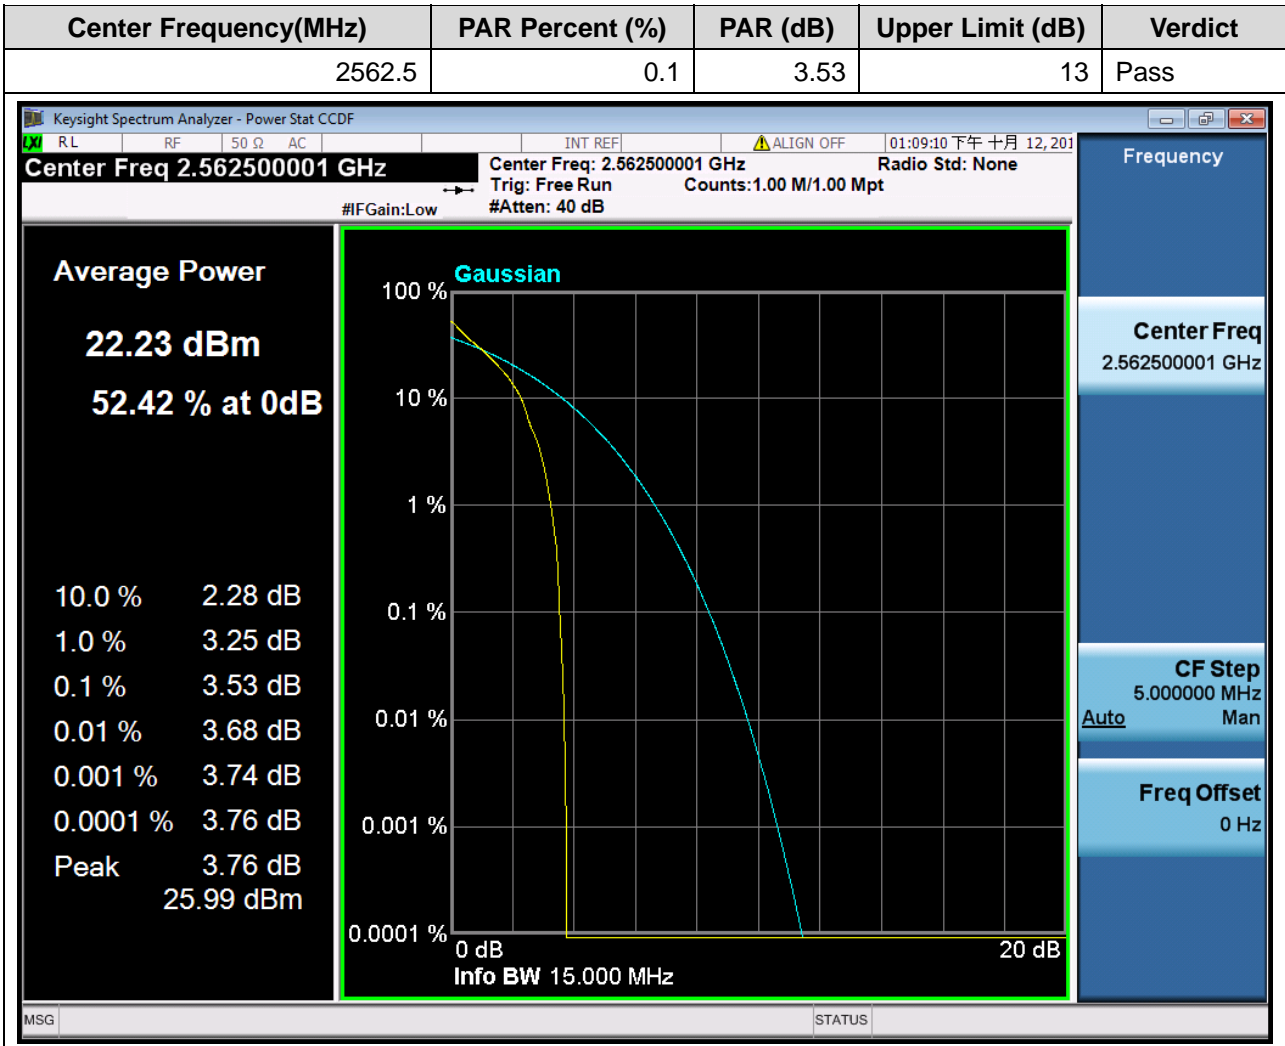 Center Frequency(MHz) PAR Percent (%) PAR (dB) Upper Limit (dB) Verdict
2562.5 0.1 3.53 13 Pass
Keysight Spectrum Analyzer - Power Stat CCDF
LXI RL RF 50 Ω AC INT REF ALIGN OFF 01:09:10 下午 十月 12, 201
Center Freq 2.562500001 GHz
Center Freq: 2.562500001 GHz Radio Std: None
Trig: Free Run Counts:1.00 M/1.00 Mpt
#IFGain:Low #Atten: 40 dB
Average Power
22.23 dBm
52.42 % at 0dB
10.0 % 2.28 dB
1.0 % 3.25 dB
0.1 % 3.53 dB
0.01 % 3.68 dB
0.001 % 3.74 dB
0.0001 % 3.76 dB
Peak 3.76 dB
25.99 dBm
Gaussian
100 %
10 %
1 %
0.1 %
0.01 %
0.001 %
0.0001 %
0 dB 20 dB
Info BW 15.000 MHz
Frequency
Center Freq
2.562500001 GHz
CF Step
5.000000 MHz
Auto Man
Freq Offset
0 Hz
MSG STATUS